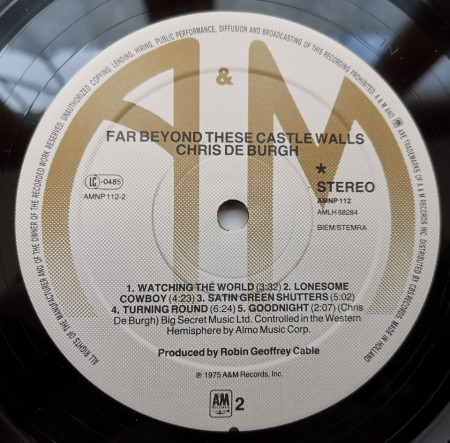 ALL RIGHTS OF THE MANUFACTURER AND OF THE OWNER OF THE RECORDED WORK RESERVED. UNAUTHORIZED COPYING, LENDING, HIRING, PUBLIC PERFORMANCE, DIFFUSION AND BROADCASTING OF THIS RECORD PROHIBITED. A & M AND A&M RECORDS ARE TRADEMARKS OF A & M RECORDS INC. DISTRIBUTED BY CBS RECORDS MADE IN HOLLAND
A & M
FAR BEYOND THESE CASTLE WALLS
CHRIS DE BURGH
*
LC-0485
AMNP 112-2
STEREO
AMNP 112
AMLH 68284
BIEM/STEMRA
1. WATCHING THE WORLD (3:32) 2. LONESOME
COWBOY (4:23) 3. SATIN GREEN SHUTTERS (5:02)
4. TURNING ROUND (6:24) 5. GOODNIGHT (2:07) (Chris
De Burgh) Big Secret Music Ltd. Controlled in the Western
Hemisphere by Almo Music Corp.
Produced by Robin Geoffrey Cable
℗ 1975 A&M Records, Inc.
A&M
RECORDS
2